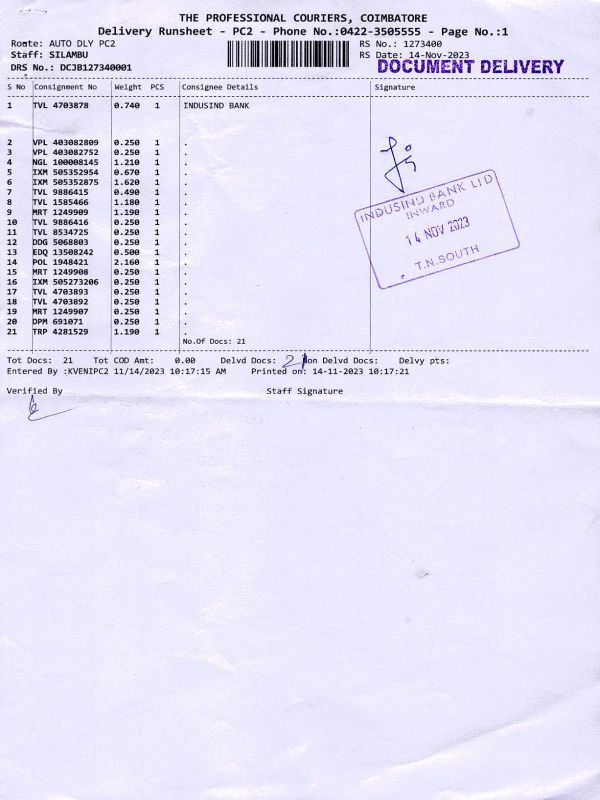 THE PROFESSIONAL COURIERS, COIMBATORE
Delivery Runsheet - PC2 - Phone No.:0422-3505555 - Page No.:1
Route: AUTO DLY PC2 RS No.: 1273400
Staff: SILAMBU RS Date: 14-Nov-2023
DRS No.: DCJB127340001 DOCUMENT DELIVERY
S No Consignment No Weight PCS Consignee Details Signature
1 TVL 4703878 0.740 1 INDUSIND BANK
2 VPL 403082809 0.250 1 .
3 VPL 403082752 0.250 1 .
4 NGL 100008145 1.210 1 .
5 IXM 505352954 0.670 1 .
6 IXM 505352875 1.620 1 .
7 TVL 9886415 0.490 1 .
8 TVL 1585466 1.180 1 .
9 MRT 1249909 1.190 1 .
10 TVL 9886416 0.250 1 .
11 TVL 8534725 0.250 1 .
12 DDG 5068803 0.250 1 .
13 EDQ 13508242 0.500 1 .
14 POL 1948421 2.160 1 .
15 MRT 1249908 0.250 1 .
16 IXM 505273206 0.250 1 .
17 TVL 4703893 0.250 1 .
18 TVL 4703892 0.250 1 .
19 MRT 1249907 0.250 1 .
20 DPM 691071 0.250 1 .
21 TRP 4281529 1.190 1 .
No.Of Docs: 21
INDUSIND BANK LTD
INWARD
14 NOV 2023
T.N.SOUTH
Tot Docs: 21 Tot COD Amt: 0.00 Delvd Docs: 21 Non Delvd Docs: Delvy pts:
Entered By :KVENIPC2 11/14/2023 10:17:15 AM Printed on: 14-11-2023 10:17:21
Verified By Staff Signature